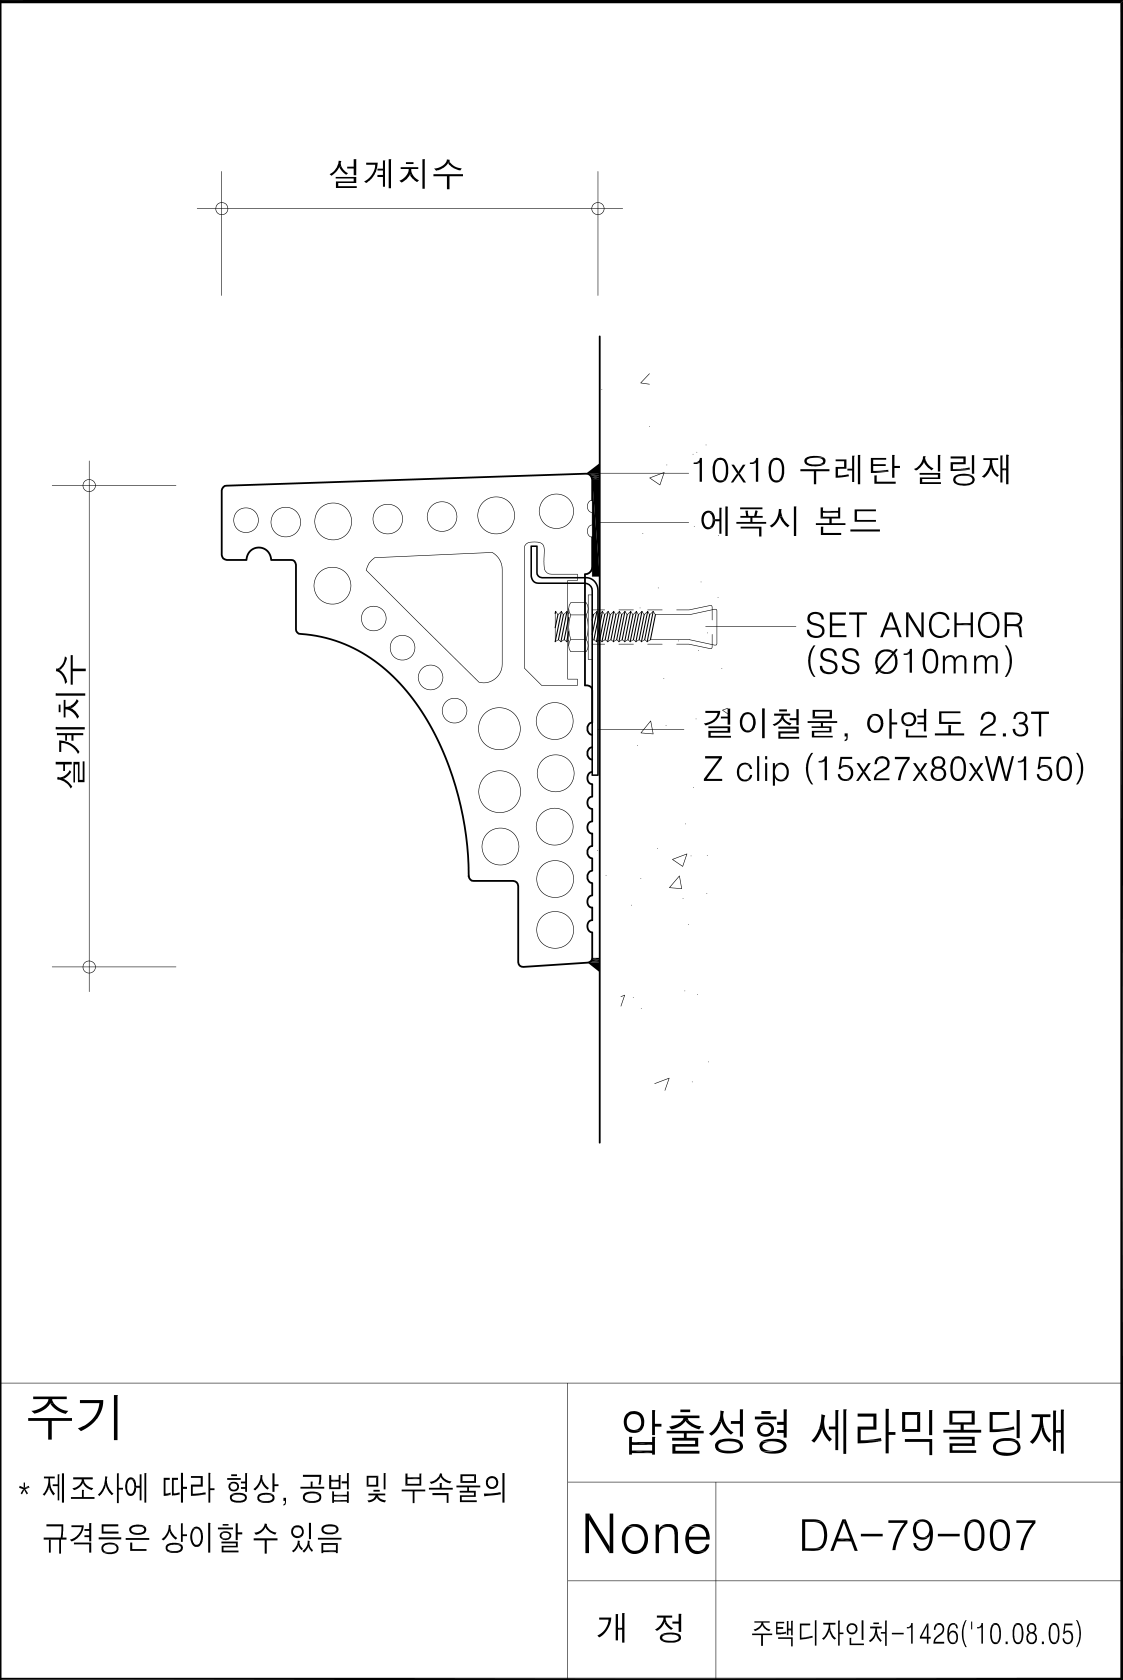 설계치수
10x10 우레탄 실링재
에폭시 본드
SET ANCHOR
(SS Ø10mm)
설계치수
걸이철물, 아연도 2.3T
Z clip (15x27x80xW150)
주기
* 제조사에 따라 형상, 공법 및 부속물의
규격등은 상이할 수 있음
압출성형 세라믹몰딩재
None
DA-79-007
개 정
주택디자인처-1426('10.08.05)